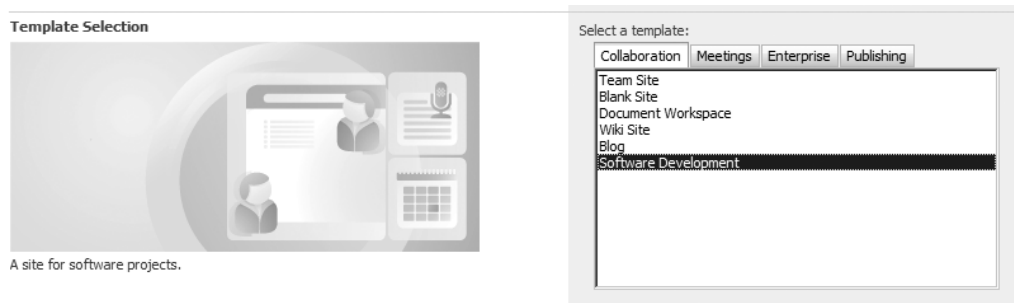 Template Selection
A site for software projects.
Select a template:
Collaboration Meetings Enterprise Publishing
Team Site
Blank Site
Document Workspace
Wiki Site
Blog
Software Development